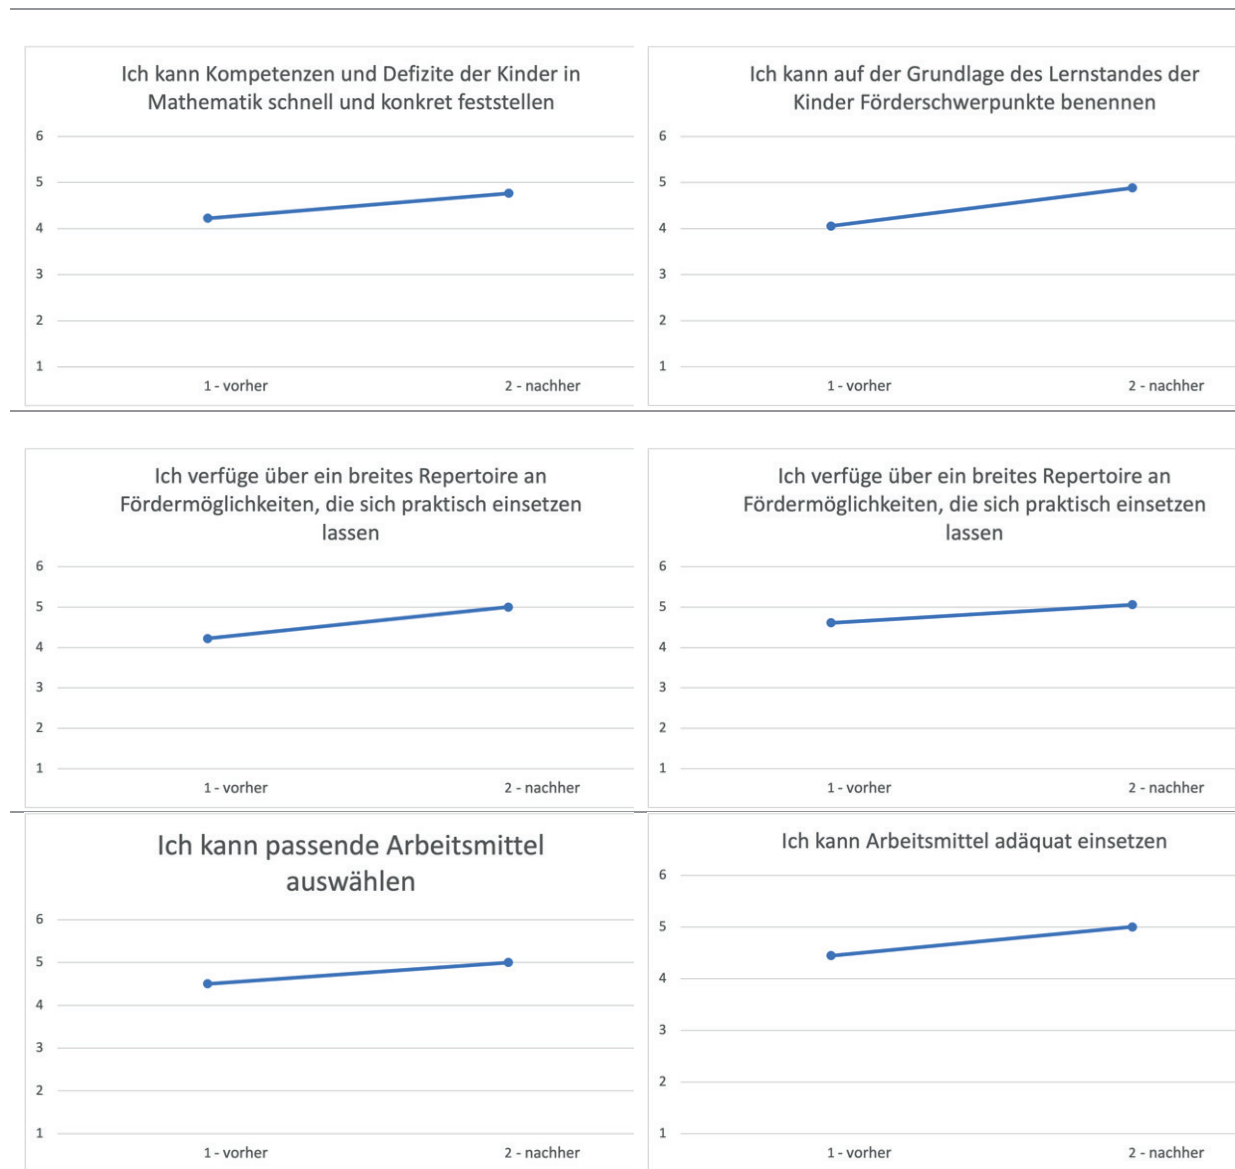 Ich kann Kompetenzen und Defizite der Kinder in
Mathematik schnell und konkret feststellen
6
5
4
3
2
1
1 - vorher
2 - nachher
Ich kann auf der Grundlage des Lernstandes der
Kinder Förderschwerpunkte benennen
6
5
4
3
2
1
1 - vorher
2 - nachher
Ich verfüge über ein breites Repertoire an
Fördermöglichkeiten, die sich praktisch einsetzen
lassen
6
5
4
3
2
1
1 - vorher
2 - nachher
Ich verfüge über ein breites Repertoire an
Fördermöglichkeiten, die sich praktisch einsetzen
lassen
6
5
4
3
2
1
1 - vorher
2 - nachher
Ich kann passende Arbeitsmittel
auswählen
6
5
4
3
2
1
1 - vorher
2 - nachher
Ich kann Arbeitsmittel adäquat einsetzen
6
5
4
3
2
1
1 - vorher
2 - nachher